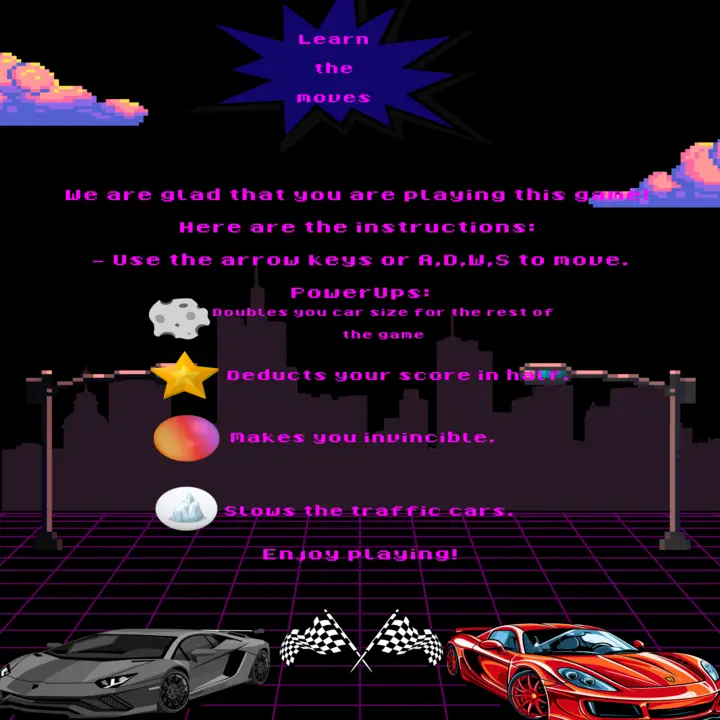 Learn
the
moves
We are glad that you are playing this game!
Here are the instructions:
- Use the arrow keys or A,D,W,S to move.
PowerUps:
Doubles you car size for the rest of
the game
Deducts your score in half.
Makes you invincible.
Slows the traffic cars.
Enjoy playing!